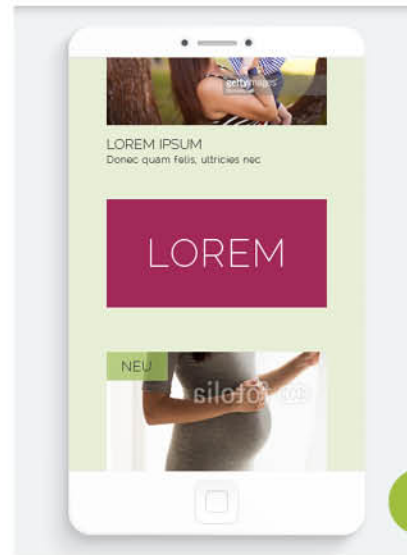 gettyimages
LOREM IPSUM
Donec quam felis, ultricies nec
LOREM
NEU
© fotolia